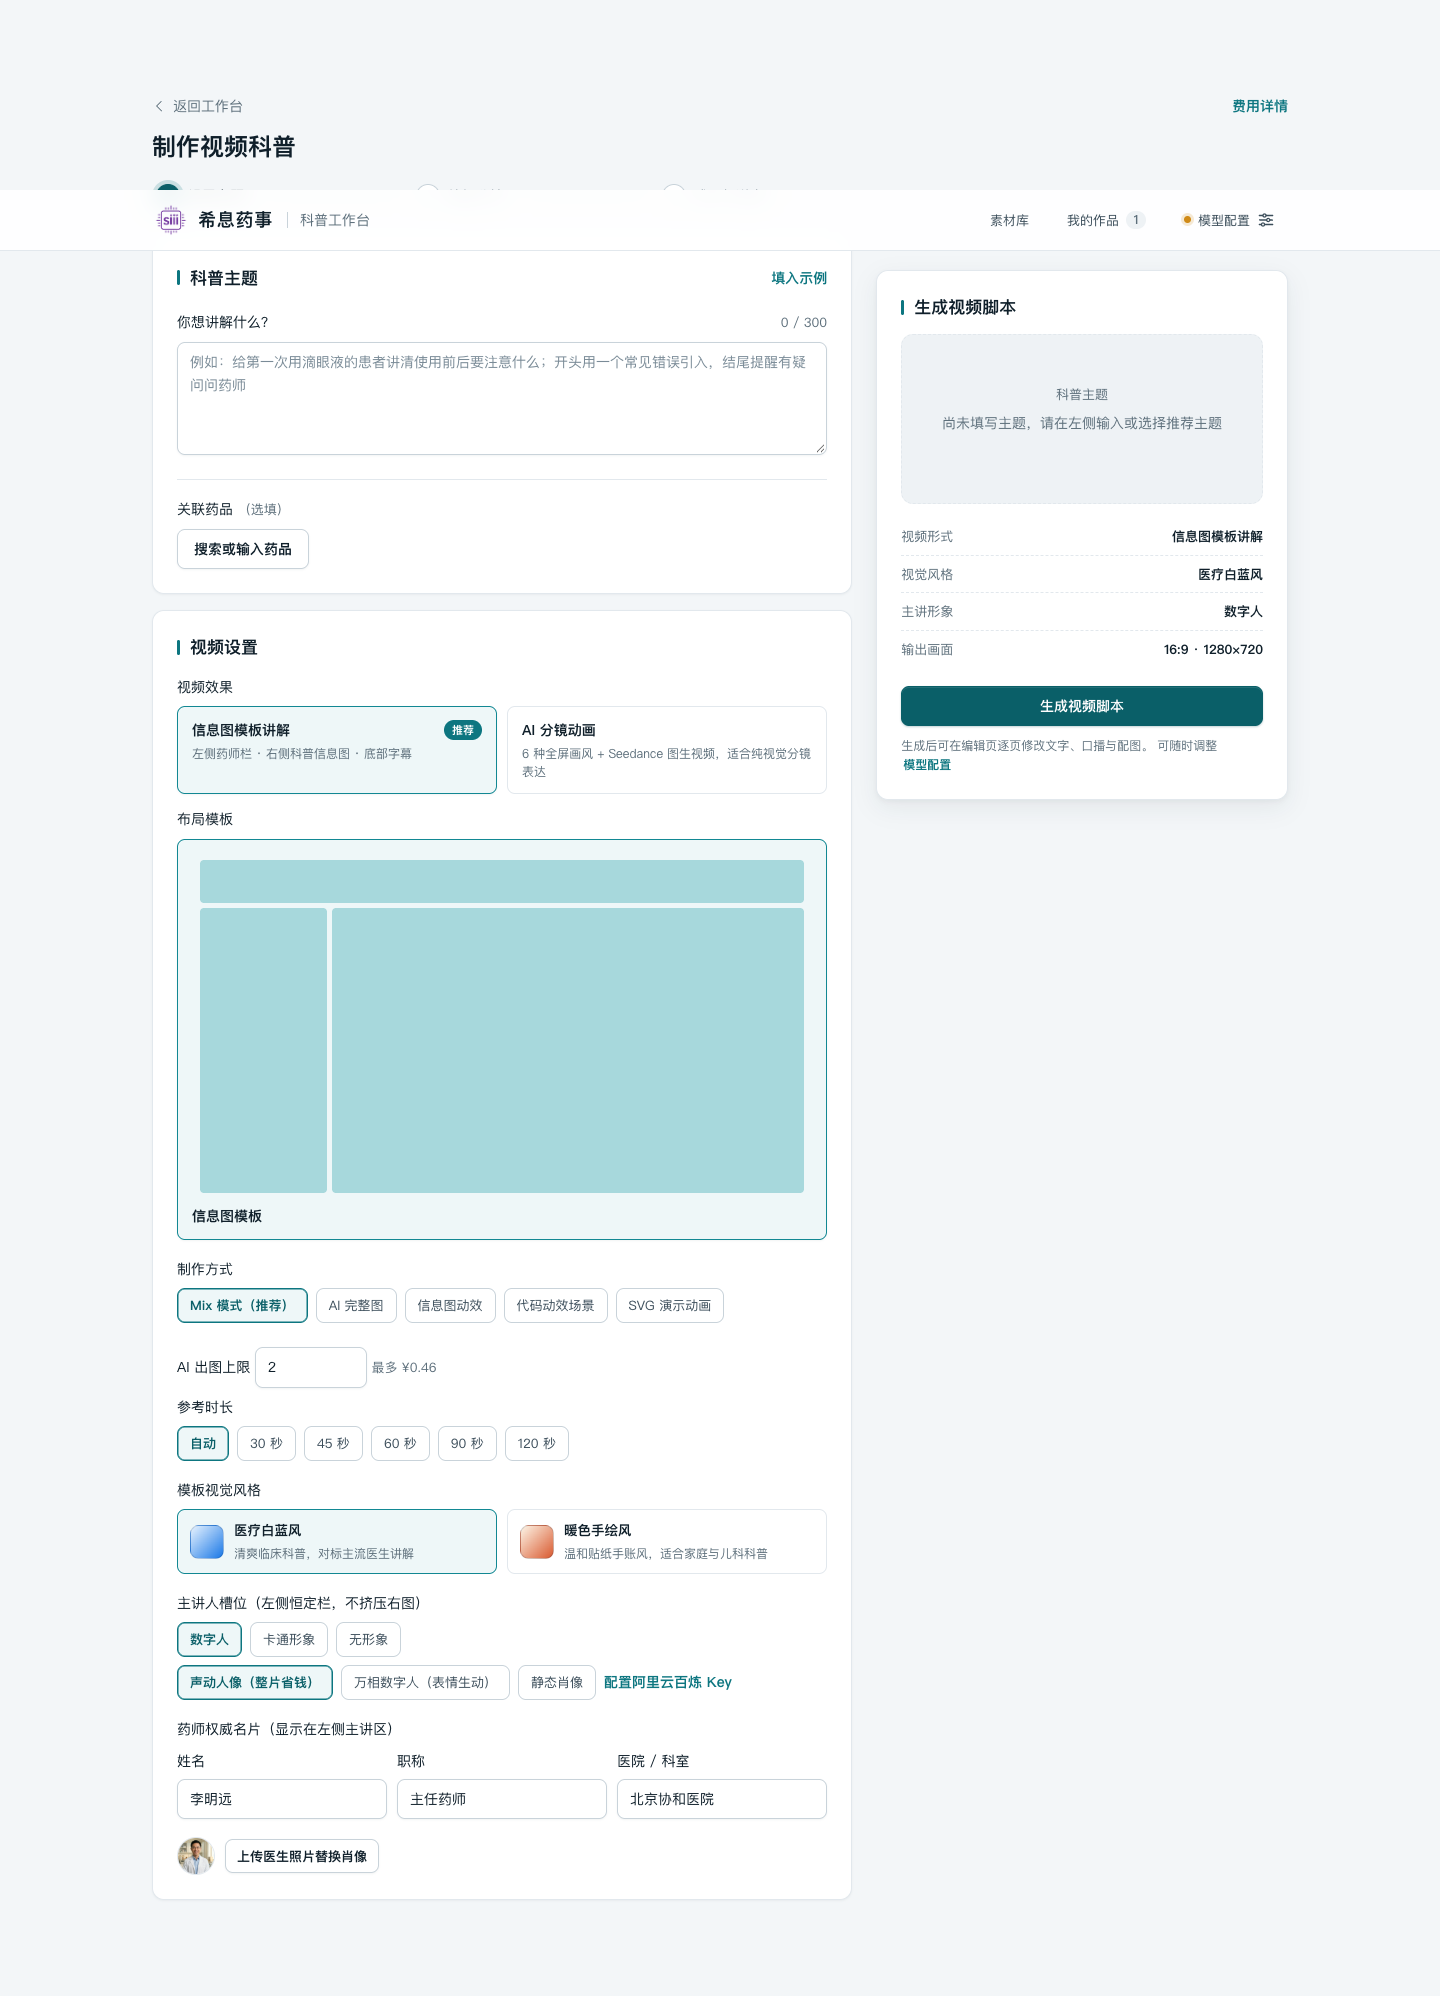 返回工作台
费用详情
制作视频科普
siii
希息药事
科普工作台
素材库
我的作品 1
模型配置
科普主题
填入示例
你想讲解什么？
0 / 300
例如：给第一次用滴眼液的患者讲清使用前后要注意什么；开头用一个常见错误引入，结尾提醒有疑
问问药师
关联药品 （选填）
搜索或输入药品
视频设置
视频效果
信息图模板讲解
推荐
左侧药师栏 · 右侧科普信息图 · 底部字幕
AI 分镜动画
6 种全屏画风 + Seedance 图生视频，适合纯视觉分镜
表达
布局模板
信息图模板
制作方式
Mix 模式（推荐）
AI 完整图
信息图动效
代码动效场景
SVG 演示动画
AI 出图上限
2
最多 ¥0.46
参考时长
自动
30 秒
45 秒
60 秒
90 秒
120 秒
模板视觉风格
医疗白蓝风
清爽临床科普，对标主流医生讲解
暖色手绘风
温和贴纸手账风，适合家庭与儿科科普
主讲人槽位（左侧恒定栏，不挤压右图）
数字人
卡通形象
无形象
声动人像（整片省钱）
万相数字人（表情生动）
静态肖像
配置阿里云百炼 Key
药师权威名片（显示在左侧主讲区）
姓名
职称
医院 / 科室
李明远
主任药师
北京协和医院
上传医生照片替换肖像
生成视频脚本
科普主题
尚未填写主题，请在左侧输入或选择推荐主题
视频形式
信息图模板讲解
视觉风格
医疗白蓝风
主讲形象
数字人
输出画面
16:9 · 1280×720
生成视频脚本
生成后可在编辑页逐页修改文字、口播与配图。 可随时调整
模型配置